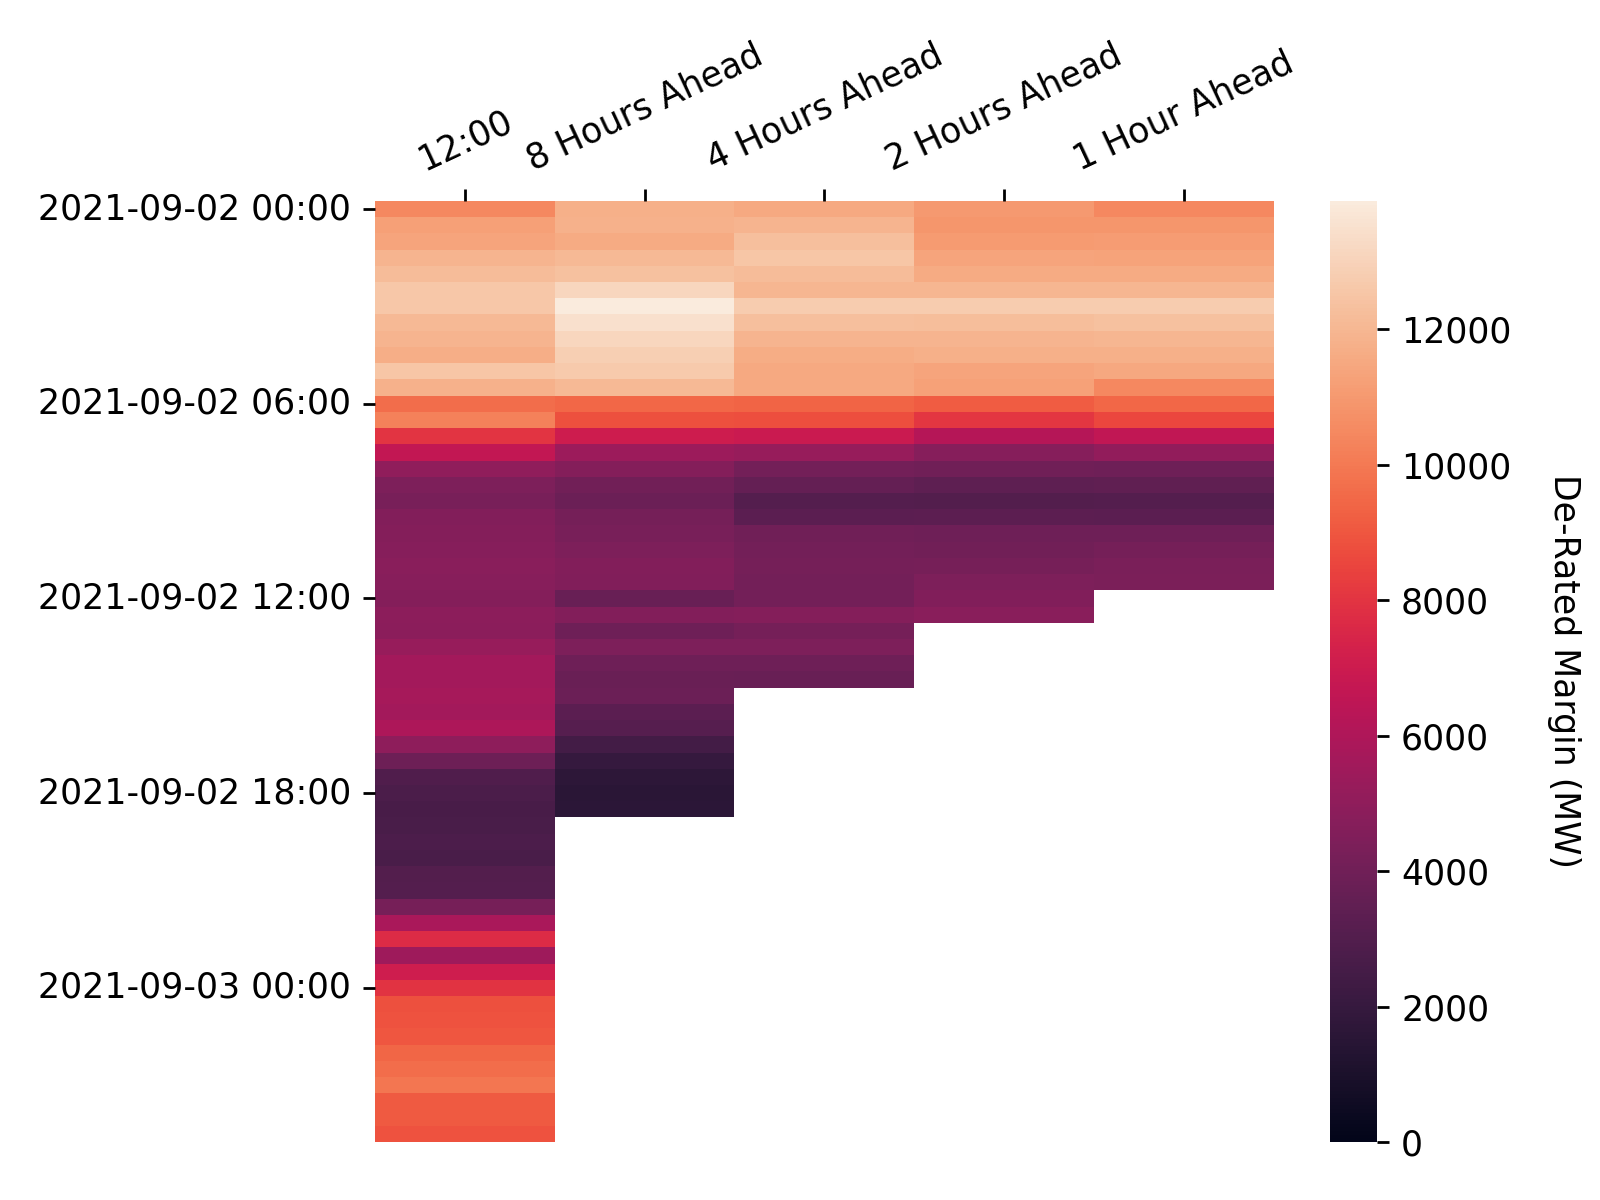 12:00
8 Hours Ahead
4 Hours Ahead
2 Hours Ahead
1 Hour Ahead
2021-09-02 00:00
2021-09-02 06:00
2021-09-02 12:00
2021-09-02 18:00
2021-09-03 00:00
12000
10000
8000
6000
4000
2000
0
De-Rated Margin (MW)